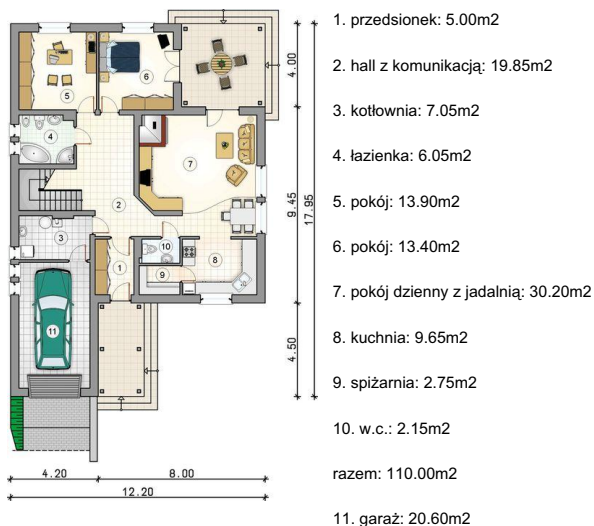 1. przedsionek: 5.00m2
2. hall z komunikacją: 19.85m2
3. kotłownia: 7.05m2
4. łazienka: 6.05m2
5. pokój: 13.90m2
6. pokój: 13.40m2
7. pokój dzienny z jadalnią: 30.20m2
8. kuchnia: 9.65m2
9. spiżarnia: 2.75m2
10. w.c.: 2.15m2
razem: 110.00m2
11. garaż: 20.60m2
5
6
4
7
2
3
10
8
1
9
11
4.00
9.45
17.95
4.50
4.20
8.00
12.20